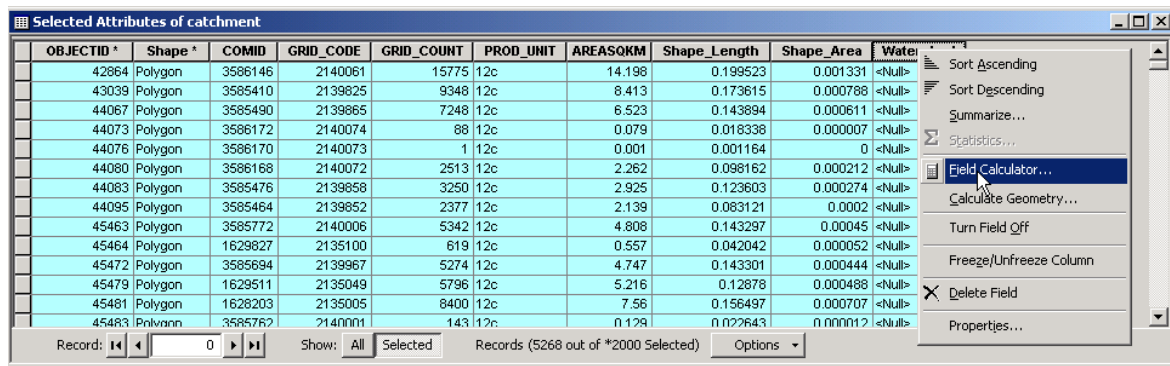 Selected Attributes of catchment
OBJECTID * Shape * COMID GRID_CODE GRID_COUNT PROD_UNIT AREASQKM Shape_Length Shape_Area
42864 Polygon 3586146 2140061 15775 12c 14.198 0.199523 0.001331 <Null>
43039 Polygon 3585410 2139825 9348 12c 8.413 0.173615 0.000788 <Null>
44067 Polygon 3585490 2139865 7248 12c 6.523 0.143894 0.000611 <Null>
44073 Polygon 3586172 2140074 88 12c 0.079 0.018338 0.000007 <Null>
44076 Polygon 3586170 2140073 1 12c 0.001 0.001164 0 <Null>
44080 Polygon 3586168 2140072 2513 12c 2.262 0.098162 0.000212 <Null>
44083 Polygon 3585476 2139858 3250 12c 2.925 0.123603 0.000274 <Null>
44095 Polygon 3585464 2139852 2377 12c 2.139 0.083121 0.0002 <Null>
45463 Polygon 3585772 2140006 5342 12c 4.808 0.143297 0.00045 <Null>
45464 Polygon 1629827 2135100 619 12c 0.557 0.042042 0.000052 <Null>
45472 Polygon 3585694 2139967 5274 12c 4.747 0.143301 0.000444 <Null>
45479 Polygon 1629511 2135049 5796 12c 5.216 0.12878 0.000488 <Null>
45481 Polygon 1628203 2135005 8400 12c 7.56 0.156497 0.000707 <Null>
45483 Polygon 3585762 2140001 143 12c 0.129 0.022643 0.000012 <Null>
Sort Ascending
Sort Descending
Summarize...
Σ Statistics...
Field Calculator...
Calculate Geometry...
Turn Field Off
Freeze/Unfreeze Column
Delete Field
Properties...
Record: 0 Show: All Selected Records (5268 out of *2000 Selected) Options